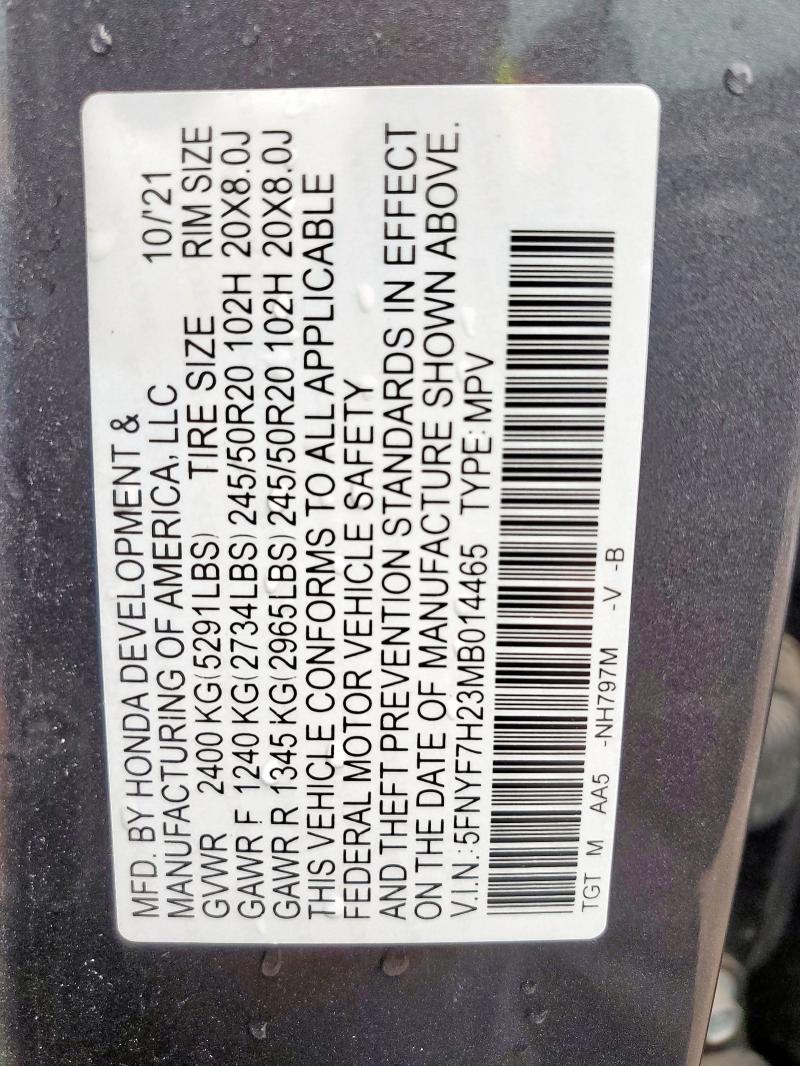 MFD. BY HONDA DEVELOPMENT &
MANUFACTURING OF AMERICA, LLC 10/'21
GVWR 2400 KG(5291LBS) TIRE SIZE RIM SIZE
GAWR F 1240 KG(2734LBS) 245/50R20 102H 20X8.0J
GAWR R 1345 KG(2965LBS) 245/50R20 102H 20X8.0J
THIS VEHICLE CONFORMS TO ALL APPLICABLE
FEDERAL MOTOR VEHICLE SAFETY
AND THEFT PREVENTION STANDARDS IN EFFECT
ON THE DATE OF MANUFACTURE SHOWN ABOVE.
V.I.N.:5FNYF7H23MB014465 TYPE: MPV
TGT M AA5 -NH797M -V -B